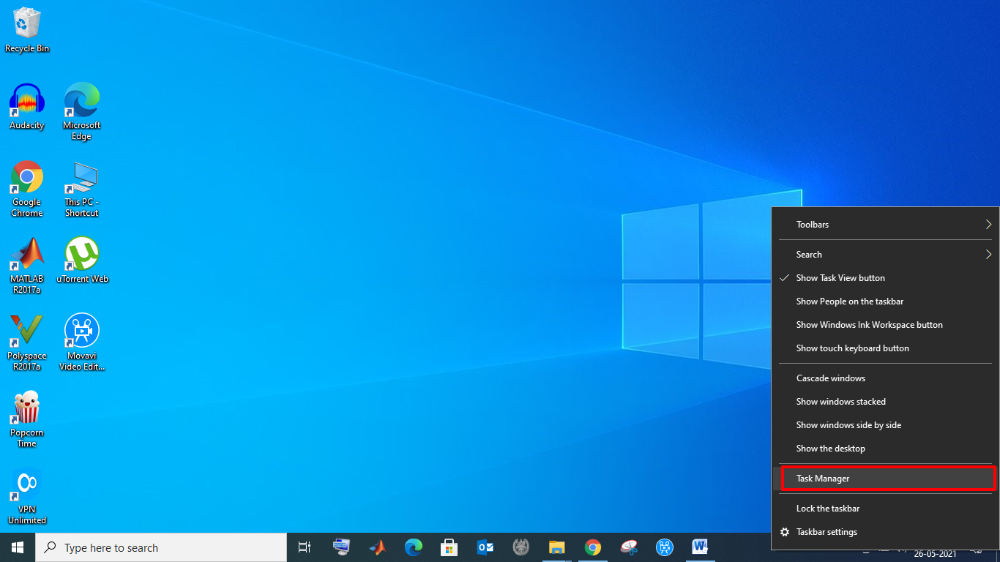 Recycle Bin
Audacity
Microsoft
Edge
Google
Chrome
This PC -
Shortcut
MATLAB
R2017a
uTorrent Web
Polyspace
R2017a
Movavi
Video Edit...
Popcorn
Time
VPN
Unlimited
Toolbars
Search
Show Task View button
Show People on the taskbar
Show Windows Ink Workspace button
Show touch keyboard button
Cascade windows
Show windows stacked
Show windows side by side
Show the desktop
Task Manager
Lock the taskbar
Taskbar settings
Type here to search
26-05-2021